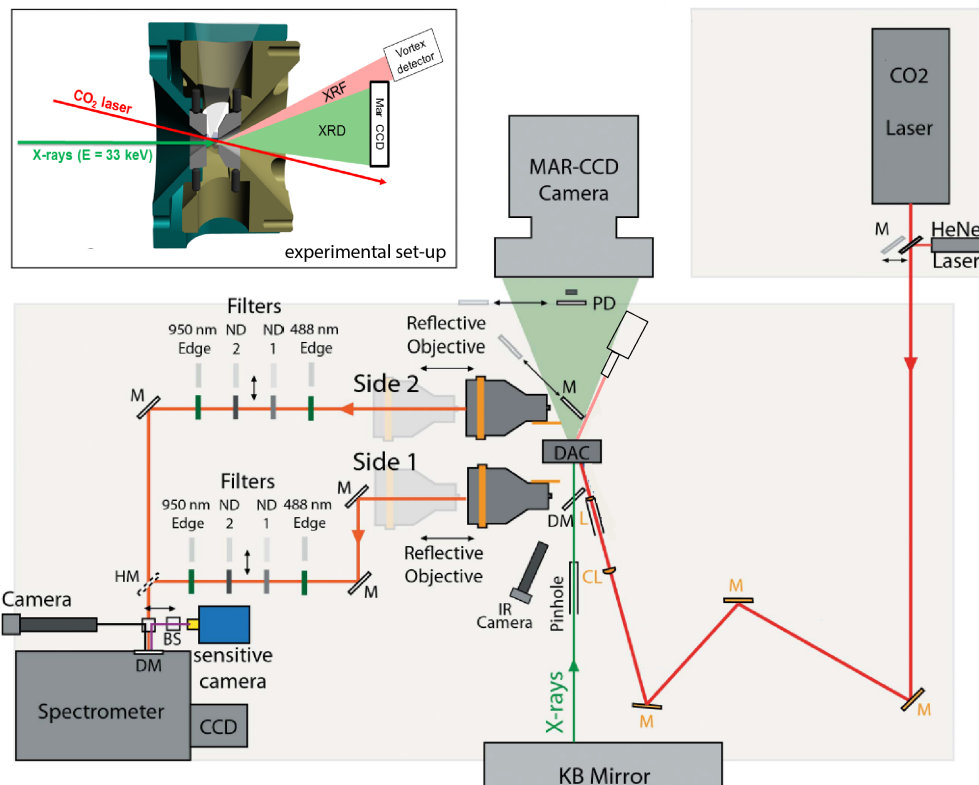 Vortex
detector
XRF
CO2 laser
Mar CCD
XRD
X-rays (E = 33 keV)
experimental set-up
CO2
Laser
M
HeNe
Laser
MAR-CCD
Camera
PD
Filters
950 nm
Edge
ND
2
ND
1
488 nm
Edge
Reflective
Objective
M
Side 2
M
DAC
Side 1
Filters
950 nm
Edge
ND
2
ND
1
488 nm
Edge
M
DM
L
Reflective
Objective
HM
M
CL
IR
Camera
Pinhole
M
Camera
BS
DM
sensitive
camera
Spectrometer
CCD
X-rays
M
M
KB Mirror